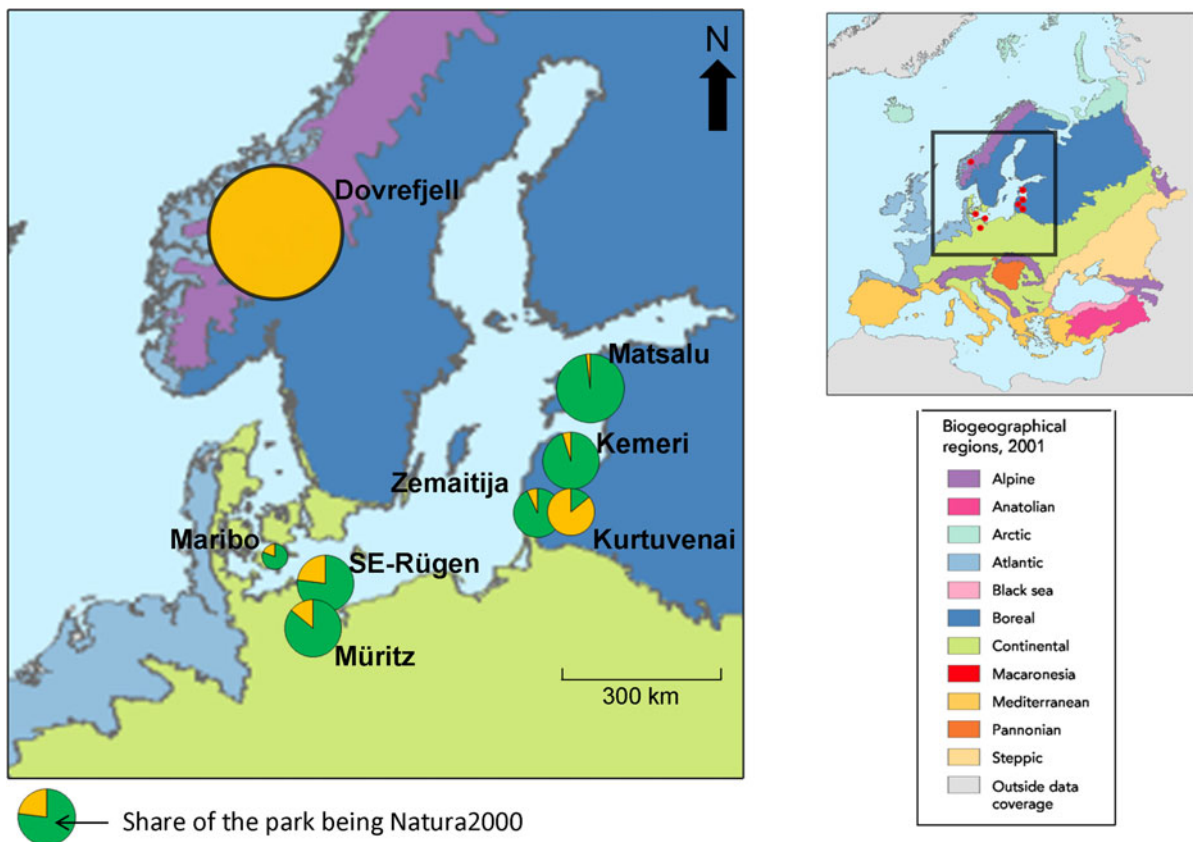 N
Dovrefjell
Matsalu
Kemeri
Zemaitija
Kurtuvenai
Maribo
SE-Rügen
Müritz
300 km
Share of the park being Natura2000
Biogeographical
regions, 2001
Alpine
Anatolian
Arctic
Atlantic
Black sea
Boreal
Continental
Macaronesia
Mediterranean
Pannonian
Steppic
Outside data
coverage